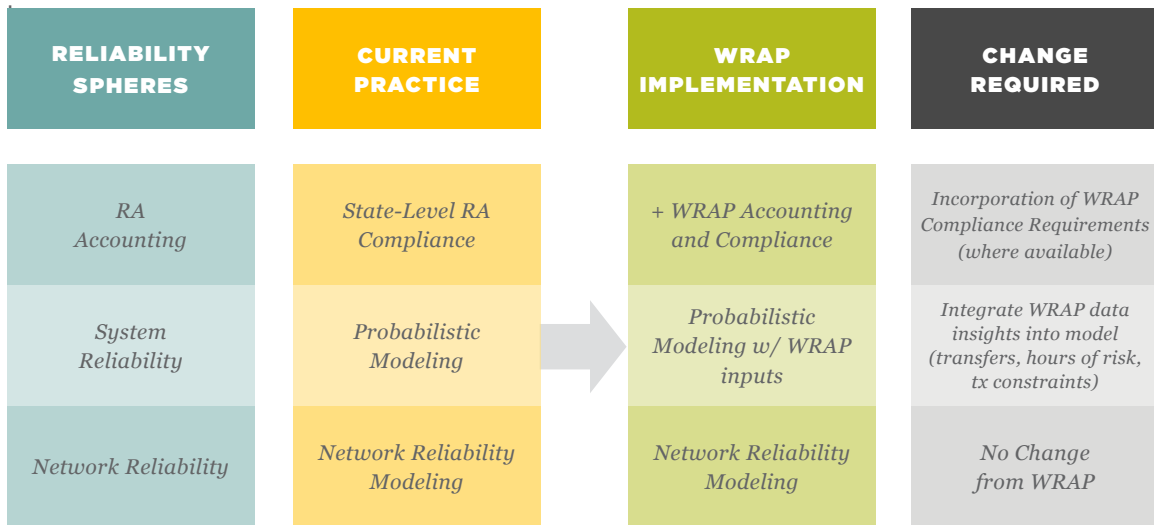 RELIABILITY
SPHERES
CURRENT
PRACTICE
WRAP
IMPLEMENTATION
CHANGE
REQUIRED
RA
Accounting
State-Level RA
Compliance
+ WRAP Accounting
and Compliance
Incorporation of WRAP
Compliance Requirements
(where available)
System
Reliability
Probabilistic
Modeling
Probabilistic
Modeling w/ WRAP
inputs
Integrate WRAP data
insights into model
(transfers, hours of risk,
tx constraints)
Network Reliability
Network Reliability
Modeling
Network Reliability
Modeling
No Change
from WRAP